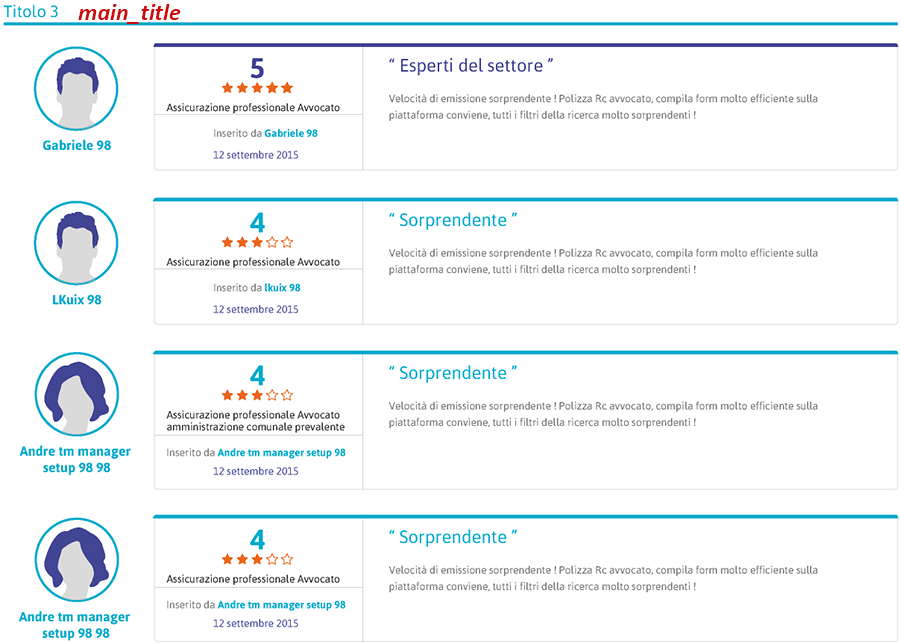 Titolo 3 main_title
5
Assicurazione professionale Avvocato
Inserito da Gabriele 98
12 settembre 2015
Gabriele 98
“ Esperti del settore ”
Velocità di emissione sorprendente ! Polizza Rc avvocato, compila form molto efficiente sulla
piattaforma conviene, tutti i filtri della ricerca molto sorprendenti !
4
Assicurazione professionale Avvocato
Inserito da lkuix 98
12 settembre 2015
LKuix 98
“ Sorprendente ”
Velocità di emissione sorprendente ! Polizza Rc avvocato, compila form molto efficiente sulla
piattaforma conviene, tutti i filtri della ricerca molto sorprendenti !
4
Assicurazione professionale Avvocato
amministrazione comunale prevalente
Inserito da Andre tm manager setup 98
12 settembre 2015
Andre tm manager
setup 98 98
“ Sorprendente ”
Velocità di emissione sorprendente ! Polizza Rc avvocato, compila form molto efficiente sulla
piattaforma conviene, tutti i filtri della ricerca molto sorprendenti !
4
Assicurazione professionale Avvocato
Inserito da Andre tm manager setup 98
12 settembre 2015
Andre tm manager
setup 98 98
“ Sorprendente ”
Velocità di emissione sorprendente ! Polizza Rc avvocato, compila form molto efficiente sulla
piattaforma conviene, tutti i filtri della ricerca molto sorprendenti !